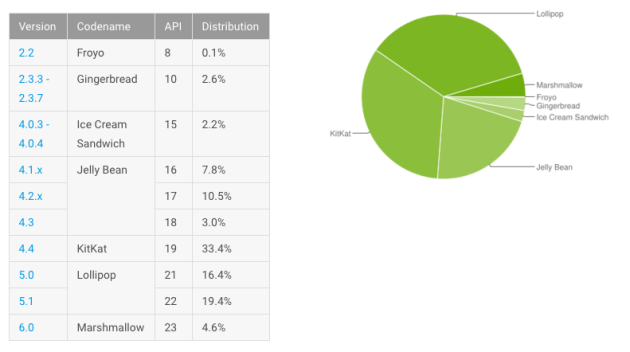 Version Codename API Distribution
2.2 Froyo 8 0.1%
2.3.3 - Gingerbread 10 2.6%
2.3.7
4.0.3 - Ice Cream 15 2.2%
4.0.4 Sandwich
4.1.x Jelly Bean 16 7.8%
4.2.x 17 10.5%
4.3 18 3.0%
4.4 KitKat 19 33.4%
5.0 Lollipop 21 16.4%
5.1 22 19.4%
6.0 Marshmallow 23 4.6%
Lollipop
Marshmallow
Froyo
Gingerbread
Ice Cream Sandwich
KitKat
Jelly Bean